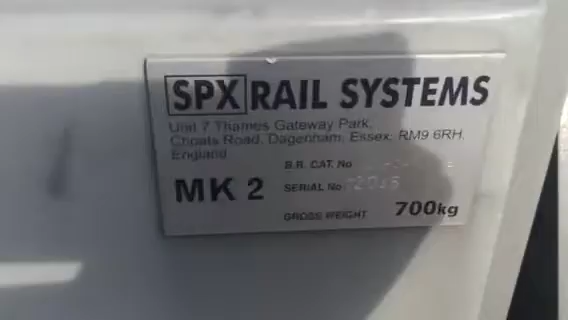 SPX RAIL SYSTEMS
Unit 7 Thames Gateway Park,
Choats Road, Dagenham, Essex, RM9 6RH,
England
B.R. CAT. No
MK 2 SERIAL No
GROSS WEIGHT 700kg